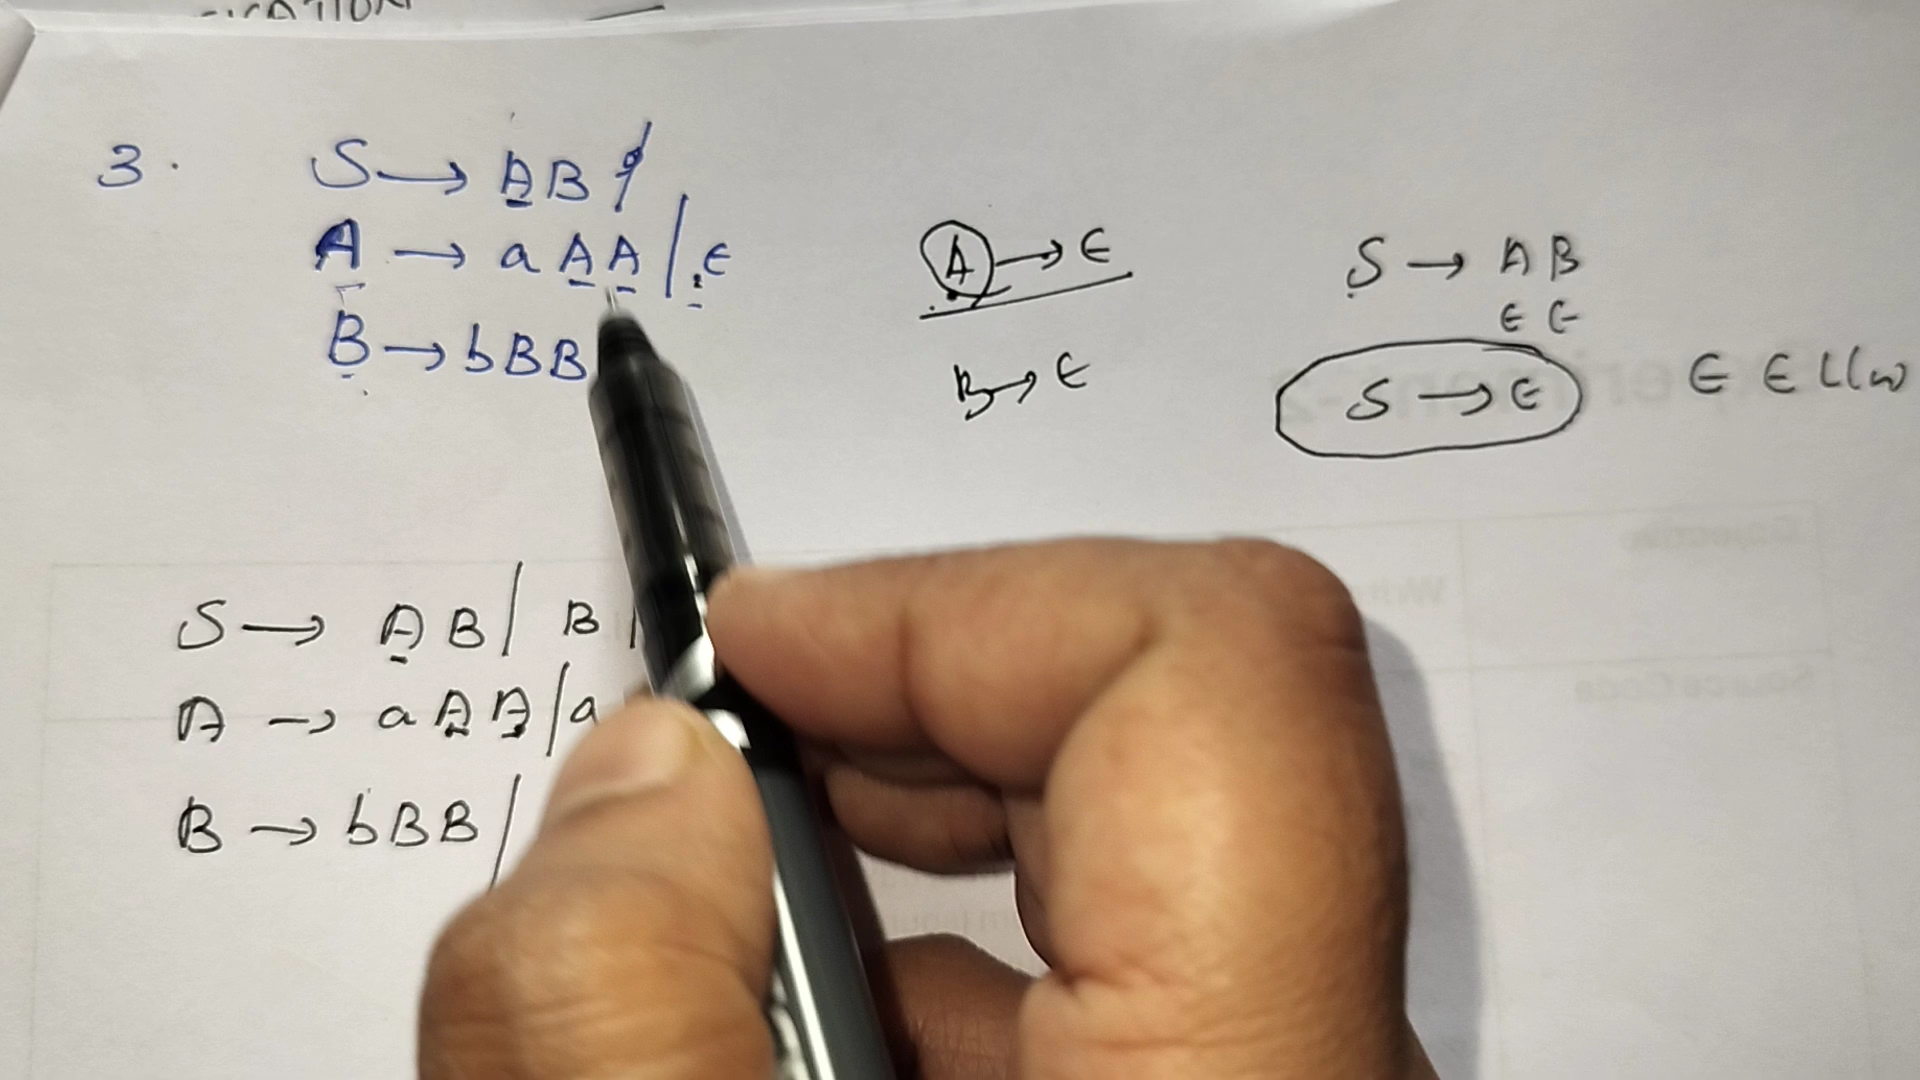 3. S → AB
A → aAA/ϵ
B → bBB
A → ϵ
B → ϵ
S → AB
ϵ ϵ
S → ϵ ϵ ∈ L(w)
S → AB/ B/
A → aAA/a
B → bBB/